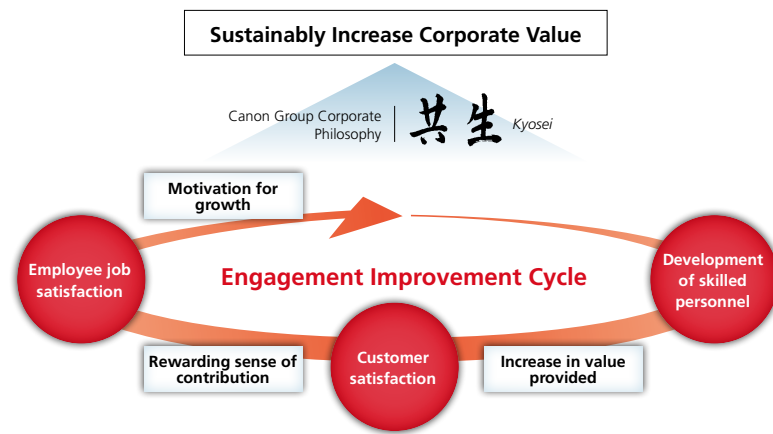 Sustainably Increase Corporate Value
Canon Group Corporate
Philosophy
共生 Kyosei
Motivation for
growth
Employee job
satisfaction
Engagement Improvement Cycle
Development
of skilled
personnel
Rewarding sense of
contribution
Customer
satisfaction
Increase in value
provided